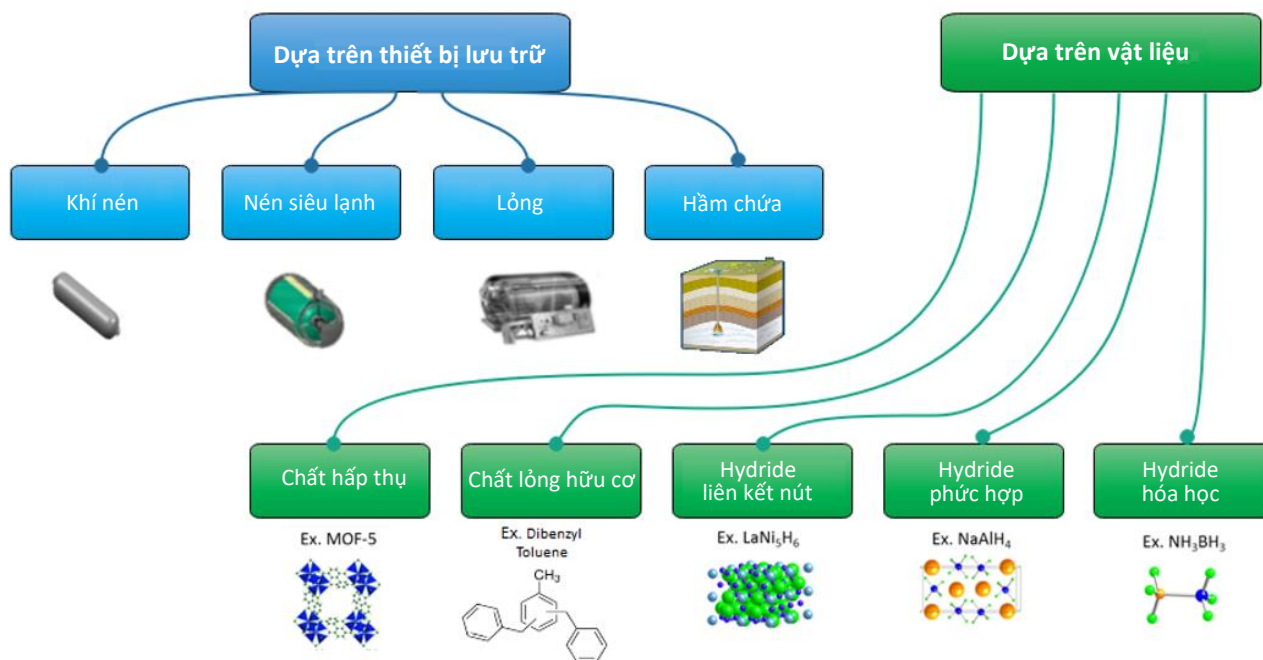 Dựa trên thiết bị lưu trữ
Dựa trên vật liệu
Khí nén
Nén siêu lạnh
Lỏng
Hầm chứa
Chất hấp thụ
Chất lỏng hữu cơ
Hydride
liên kết nút
Hydride
phức hợp
Hydride
hóa học
Ex. MOF-5
Ex. Dibenzyl
Toluene
Ex. LaNi₅H₆
Ex. NaAlH₄
Ex. NH₃BH₃
CH₃